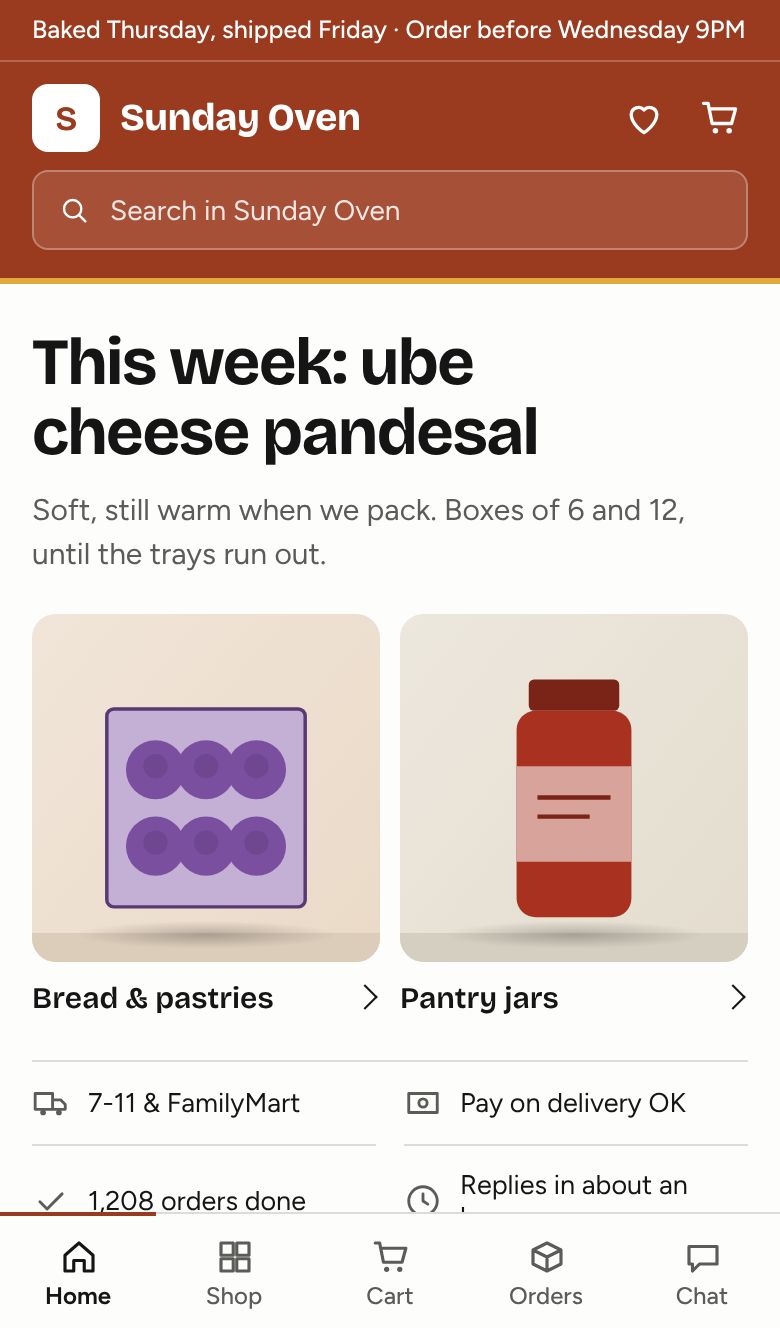 Baked Thursday, shipped Friday · Order before Wednesday 9PM
S
Sunday Oven
Search in Sunday Oven
This week: ube
cheese pandesal
Soft, still warm when we pack. Boxes of 6 and 12,
until the trays run out.
Bread & pastries
Pantry jars
7-11 & FamilyMart
Pay on delivery OK
1,208 orders done
Replies in about an
Home
Shop
Cart
Orders
Chat